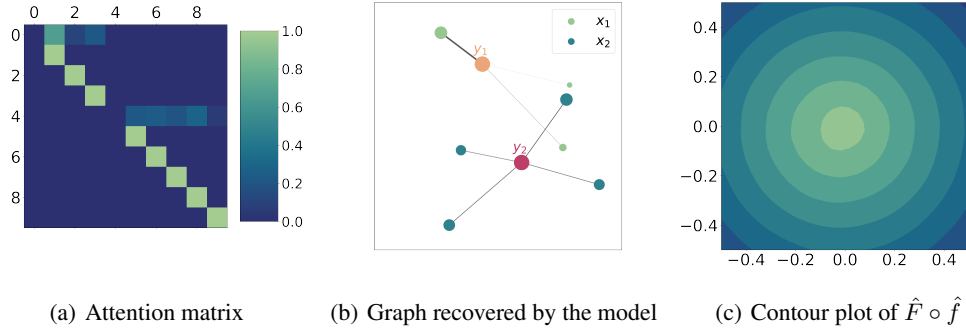 0 2 4 6 8
0
2
4
6
8
1.0
0.8
0.6
0.4
0.2
0.0
x₁
x₂
y₁
y₂
0.4
0.2
0.0
−0.2
−0.4
−0.4 −0.2 0.0 0.2 0.4
(a) Attention matrix
(b) Graph recovered by the model
(c) Contour plot of F̂ ∘ f̂